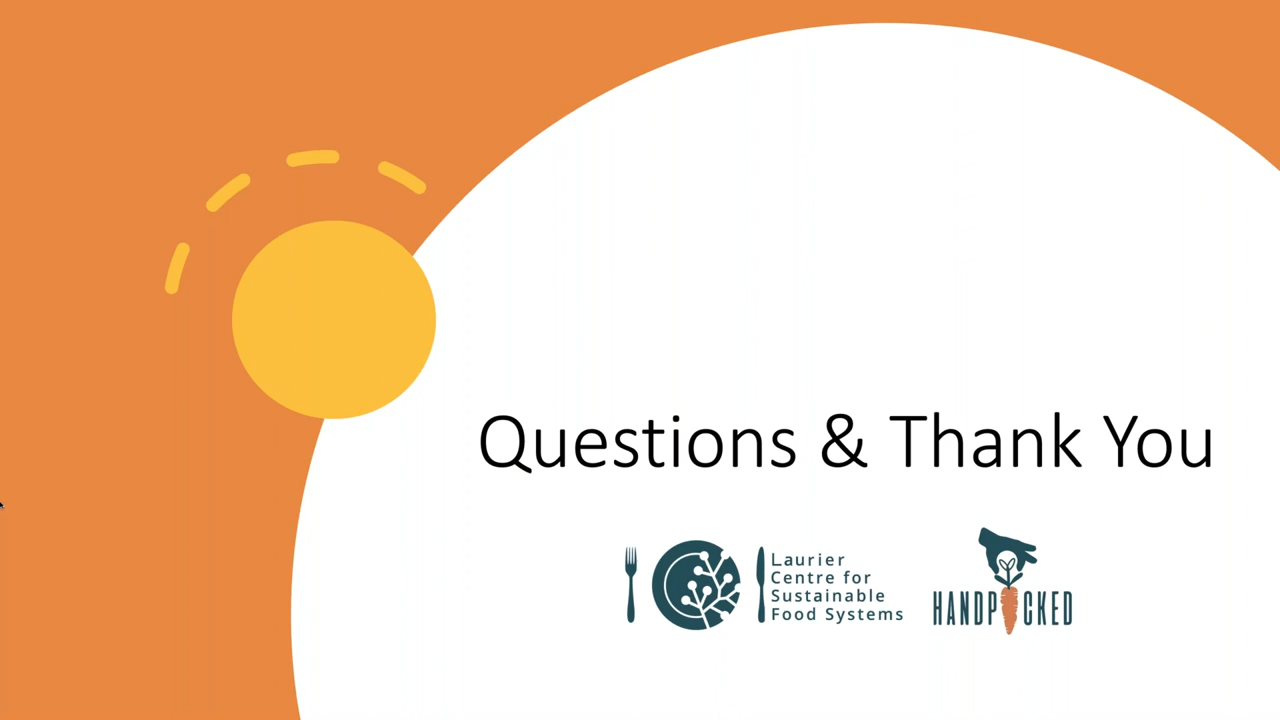 Questions & Thank You
Laurier
Centre for
Sustainable
Food Systems
HANDPICKED